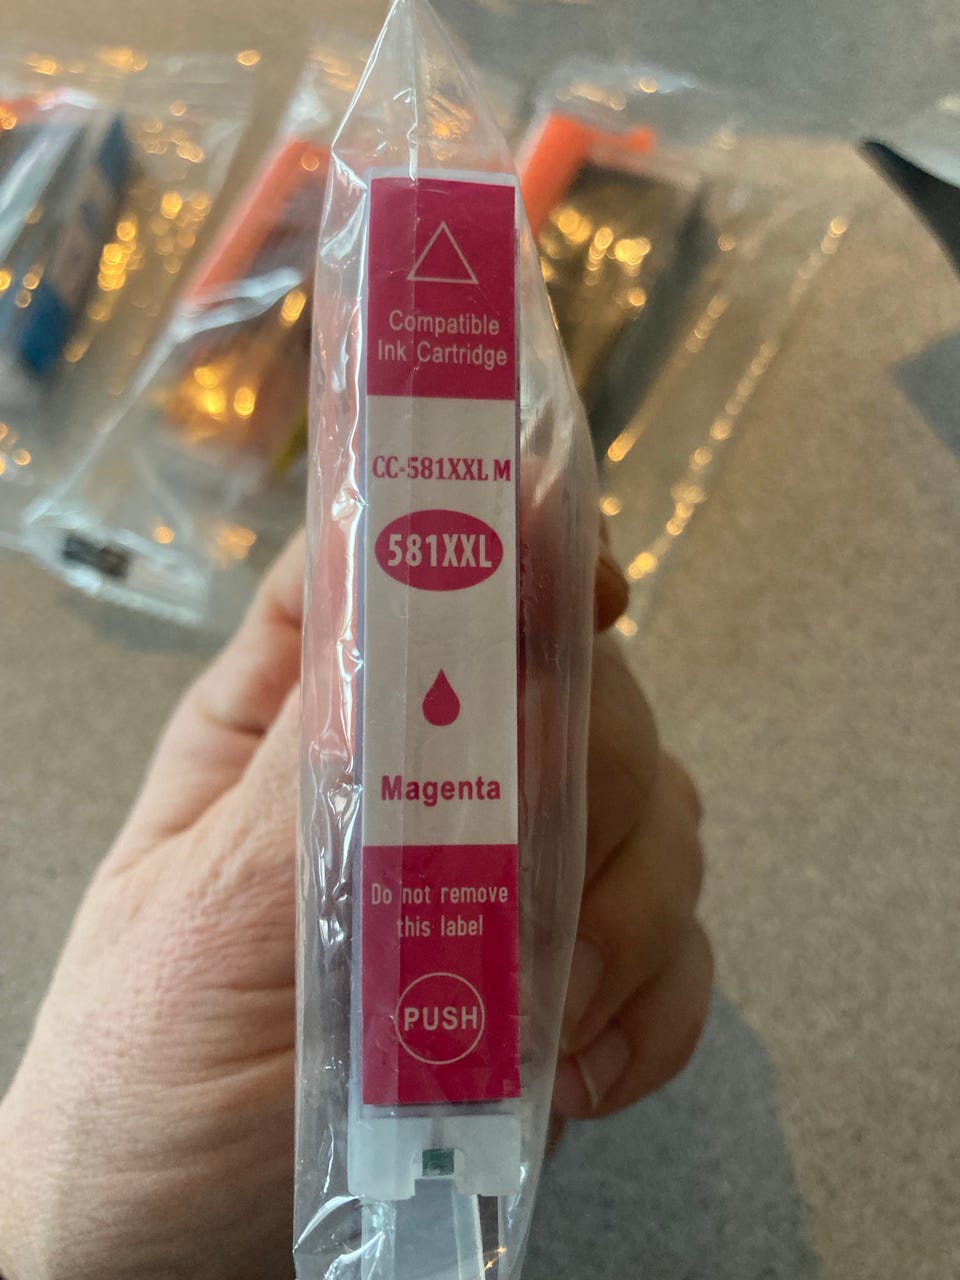 Compatible
Ink Cartridge
CC-581XXL M
581XXL
Magenta
Do not remove
this label
PUSH